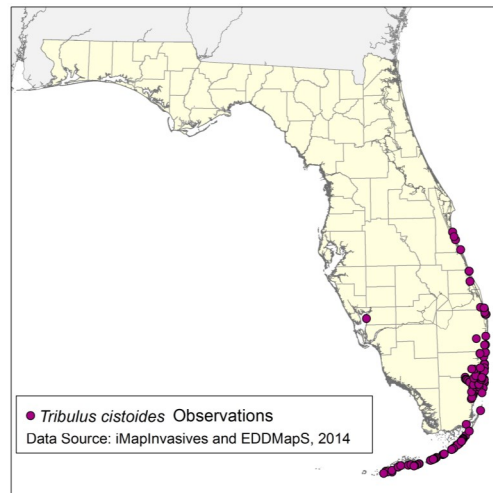 Tribulus cistoides Observations
Data Source: iMapInvasives and EDDMapS, 2014